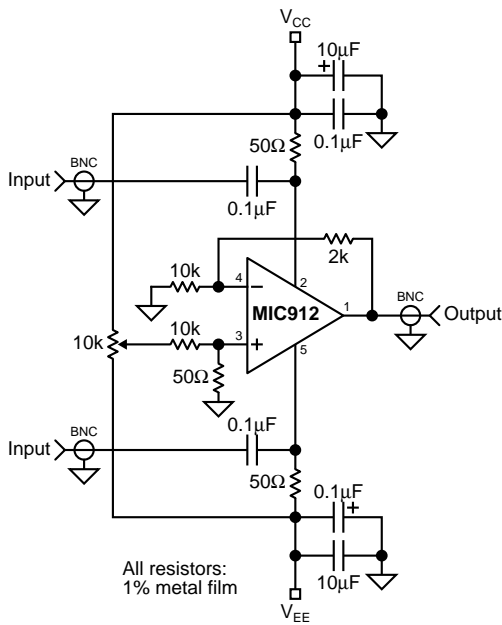 VCC
10µF
+
0.1µF
50Ω
BNC
Input
0.1µF
2k
10k
4
−
2
MIC912
1
BNC
Output
10k
10k
3
+
5
50Ω
0.1µF
BNC
Input
50Ω
0.1µF
+
10µF
All resistors:
1% metal film
VEE